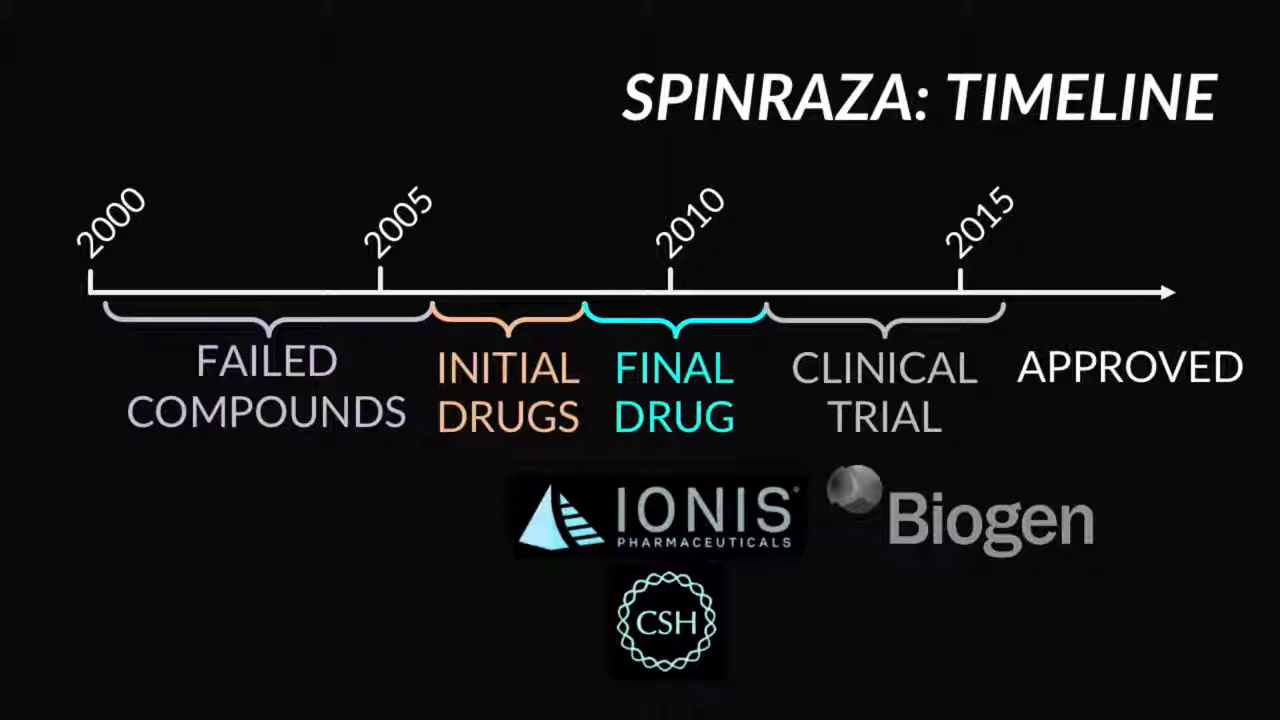 SPINRAZA: TIMELINE
2000
2005
2010
2015
FAILED
COMPOUNDS
INITIAL
DRUGS
FINAL
DRUG
CLINICAL
TRIAL
APPROVED
IONIS®
PHARMACEUTICALS
Biogen
CSH